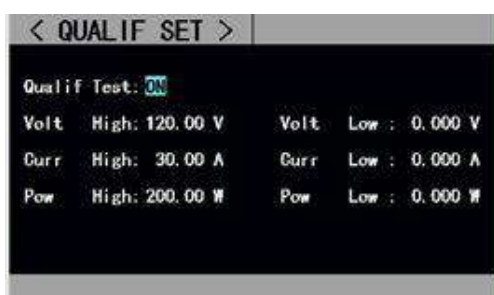 < QUALIF SET >
Qualif Test: ON
Volt High: 120.00 V Volt Low : 0.000 V
Curr High: 30.00 A Curr Low : 0.000 A
Pow High: 200.00 W Pow Low : 0.000 W